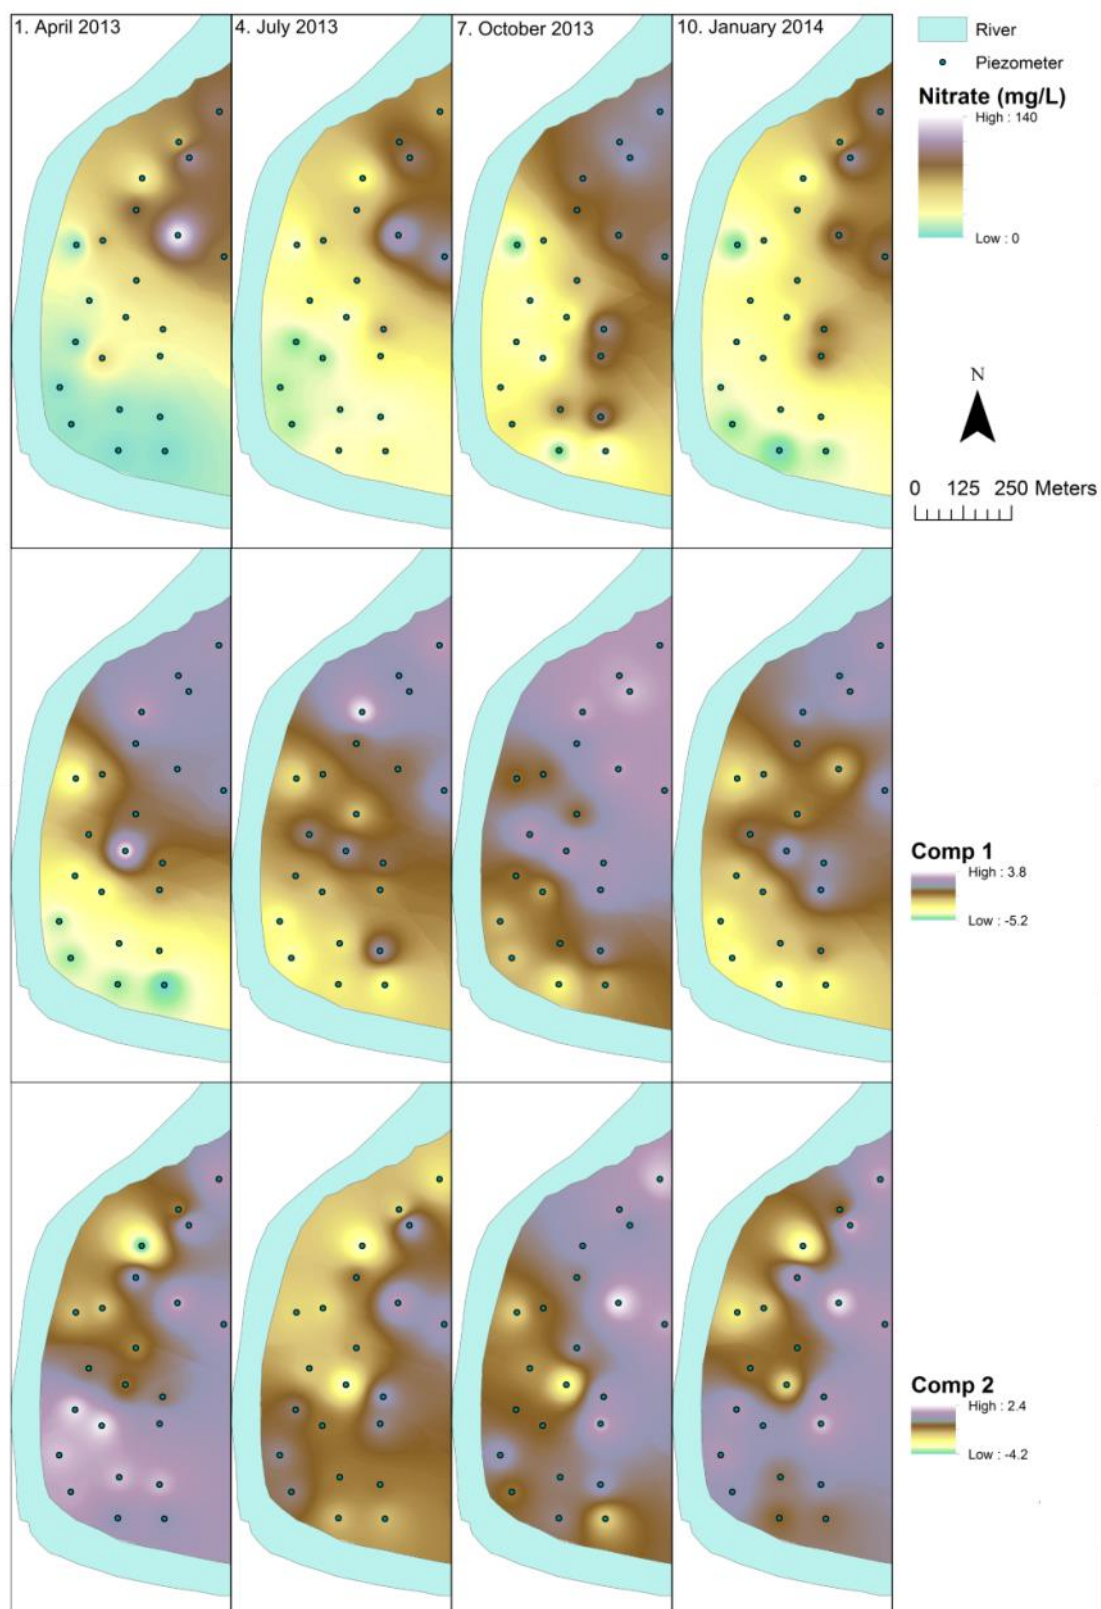 1. April 2013
4. July 2013
7. October 2013
10. January 2014
River
Piezometer
Nitrate (mg/L)
High : 140
Low : 0
N
0 125 250 Meters
Comp 1
High : 3.8
Low : -5.2
Comp 2
High : 2.4
Low : -4.2